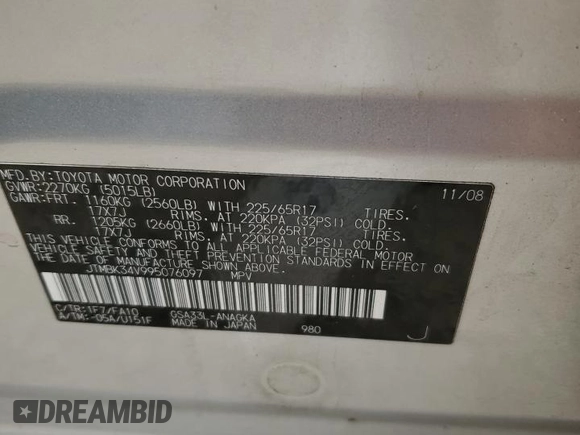 MFD.BY:TOYOTA MOTOR CORPORATION 11/08
GVWR:2270KG (5015LB)
GAWR:FRT. 1160KG (2560LB) WITH 225/65R17 TIRES.
17X7J RIMS. AT 220KPA (32PSI) COLD.
RR. 1205KG (2660LB) WITH 225/65R17 TIRES.
17X7J RIMS. AT 220KPA (32PSI) COLD.
THIS VEHICLE CONFORMS TO ALL APPLICABLE FEDERAL MOTOR
VEHICLE SAFETY AND THEFT PREVENTION STANDARDS IN EFFECT ON
THE DATE OF MANUFACTURE SHOWN ABOVE.
JTMBK34V995076097 MPV
C/TR:1F7/FA10 GSA33L-ANAGKA
A/TM:-05A/U151F MADE IN JAPAN 980 J
DREAMBID